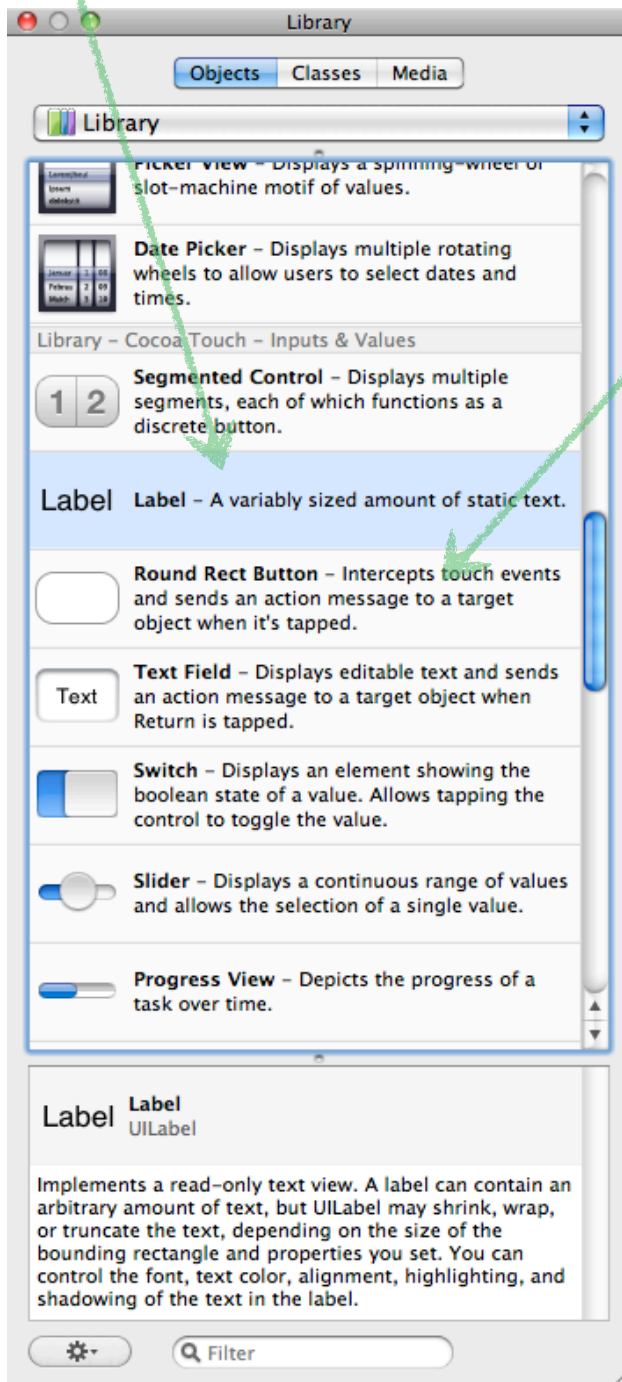 Library
Objects Classes Media
Library
Picker View – Displays a spinning-wheel or
slot-machine motif of values.
Date Picker – Displays multiple rotating
wheels to allow users to select dates and
times.
Library – Cocoa Touch – Inputs & Values
1 2
Segmented Control – Displays multiple
segments, each of which functions as a
discrete button.
Label
Label – A variably sized amount of static text.
Round Rect Button – Intercepts touch events
and sends an action message to a target
object when it's tapped.
Text
Text Field – Displays editable text and sends
an action message to a target object when
Return is tapped.
Switch – Displays an element showing the
boolean state of a value. Allows tapping the
control to toggle the value.
Slider – Displays a continuous range of values
and allows the selection of a single value.
Progress View – Depicts the progress of a
task over time.
Label
Label
UILabel
Implements a read-only text view. A label can contain an
arbitrary amount of text, but UILabel may shrink, wrap,
or truncate the text, depending on the size of the
bounding rectangle and properties you set. You can
control the font, text color, alignment, highlighting, and
shadowing of the text in the label.
Filter